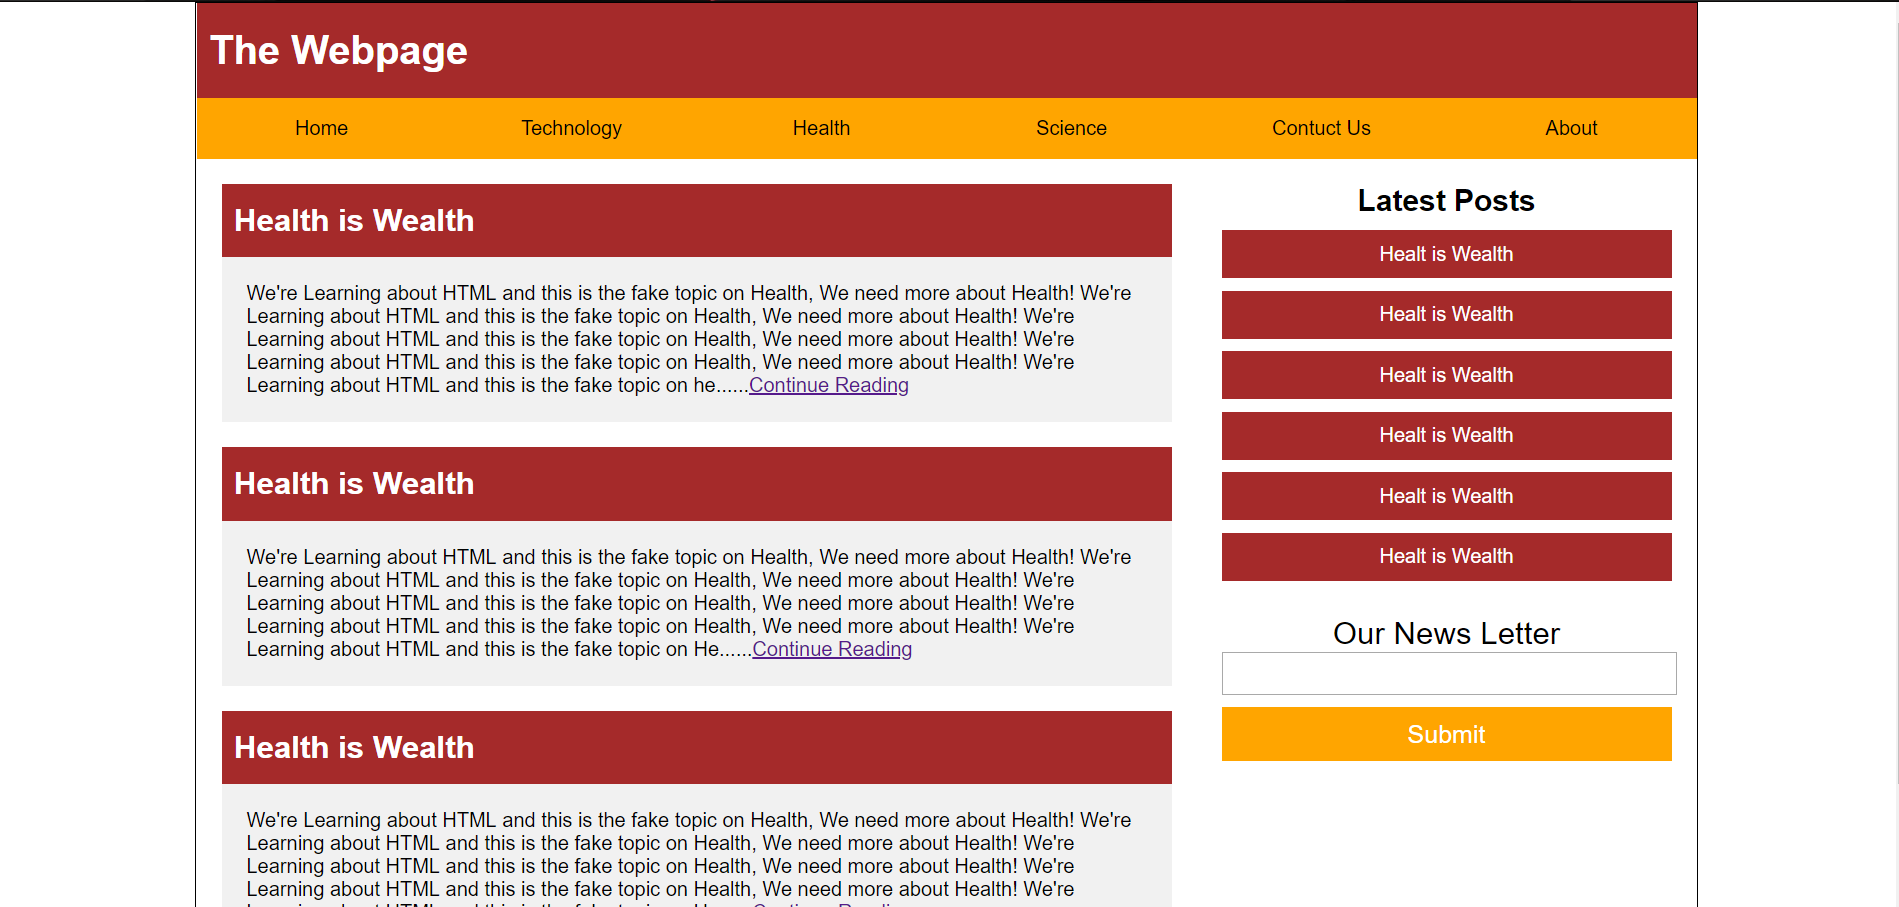 The Webpage
Home Technology Health Science Contuct Us About
Health is Wealth
We're Learning about HTML and this is the fake topic on Health, We need more about Health! We're
Learning about HTML and this is the fake topic on Health, We need more about Health! We're
Learning about HTML and this is the fake topic on Health, We need more about Health! We're
Learning about HTML and this is the fake topic on Health, We need more about Health! We're
Learning about HTML and this is the fake topic on he......Continue Reading
Health is Wealth
We're Learning about HTML and this is the fake topic on Health, We need more about Health! We're
Learning about HTML and this is the fake topic on Health, We need more about Health! We're
Learning about HTML and this is the fake topic on Health, We need more about Health! We're
Learning about HTML and this is the fake topic on Health, We need more about Health! We're
Learning about HTML and this is the fake topic on He......Continue Reading
Health is Wealth
We're Learning about HTML and this is the fake topic on Health, We need more about Health! We're
Learning about HTML and this is the fake topic on Health, We need more about Health! We're
Learning about HTML and this is the fake topic on Health, We need more about Health! We're
Learning about HTML and this is the fake topic on Health, We need more about Health! We're
Latest Posts
Healt is Wealth
Healt is Wealth
Healt is Wealth
Healt is Wealth
Healt is Wealth
Healt is Wealth
Our News Letter
Submit